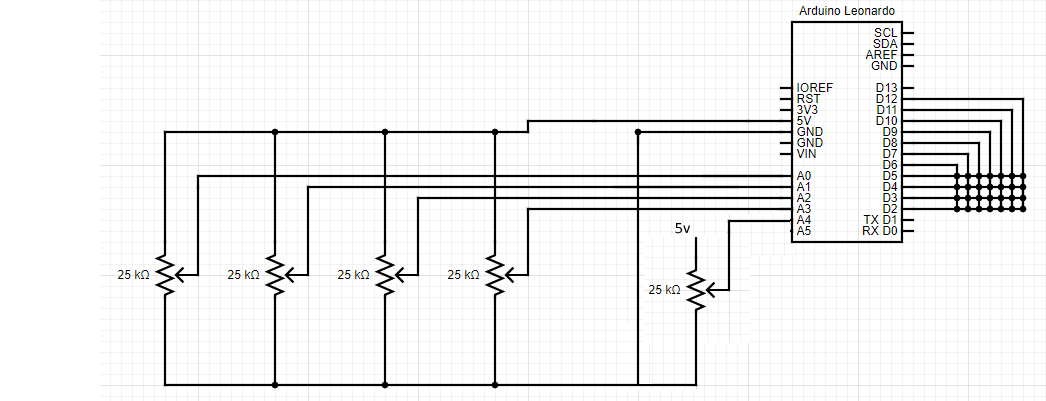 Arduino Leonardo
SCL
SDA
AREF
GND
IOREF D13
RST D12
3V3 D11
5V D10
GND D9
GND D8
VIN D7
D6
A0 D5
A1 D4
A2 D3
A3 D2
A4 TX D1
A5 RX D0
5v
25 kΩ 25 kΩ 25 kΩ 25 kΩ
25 kΩ